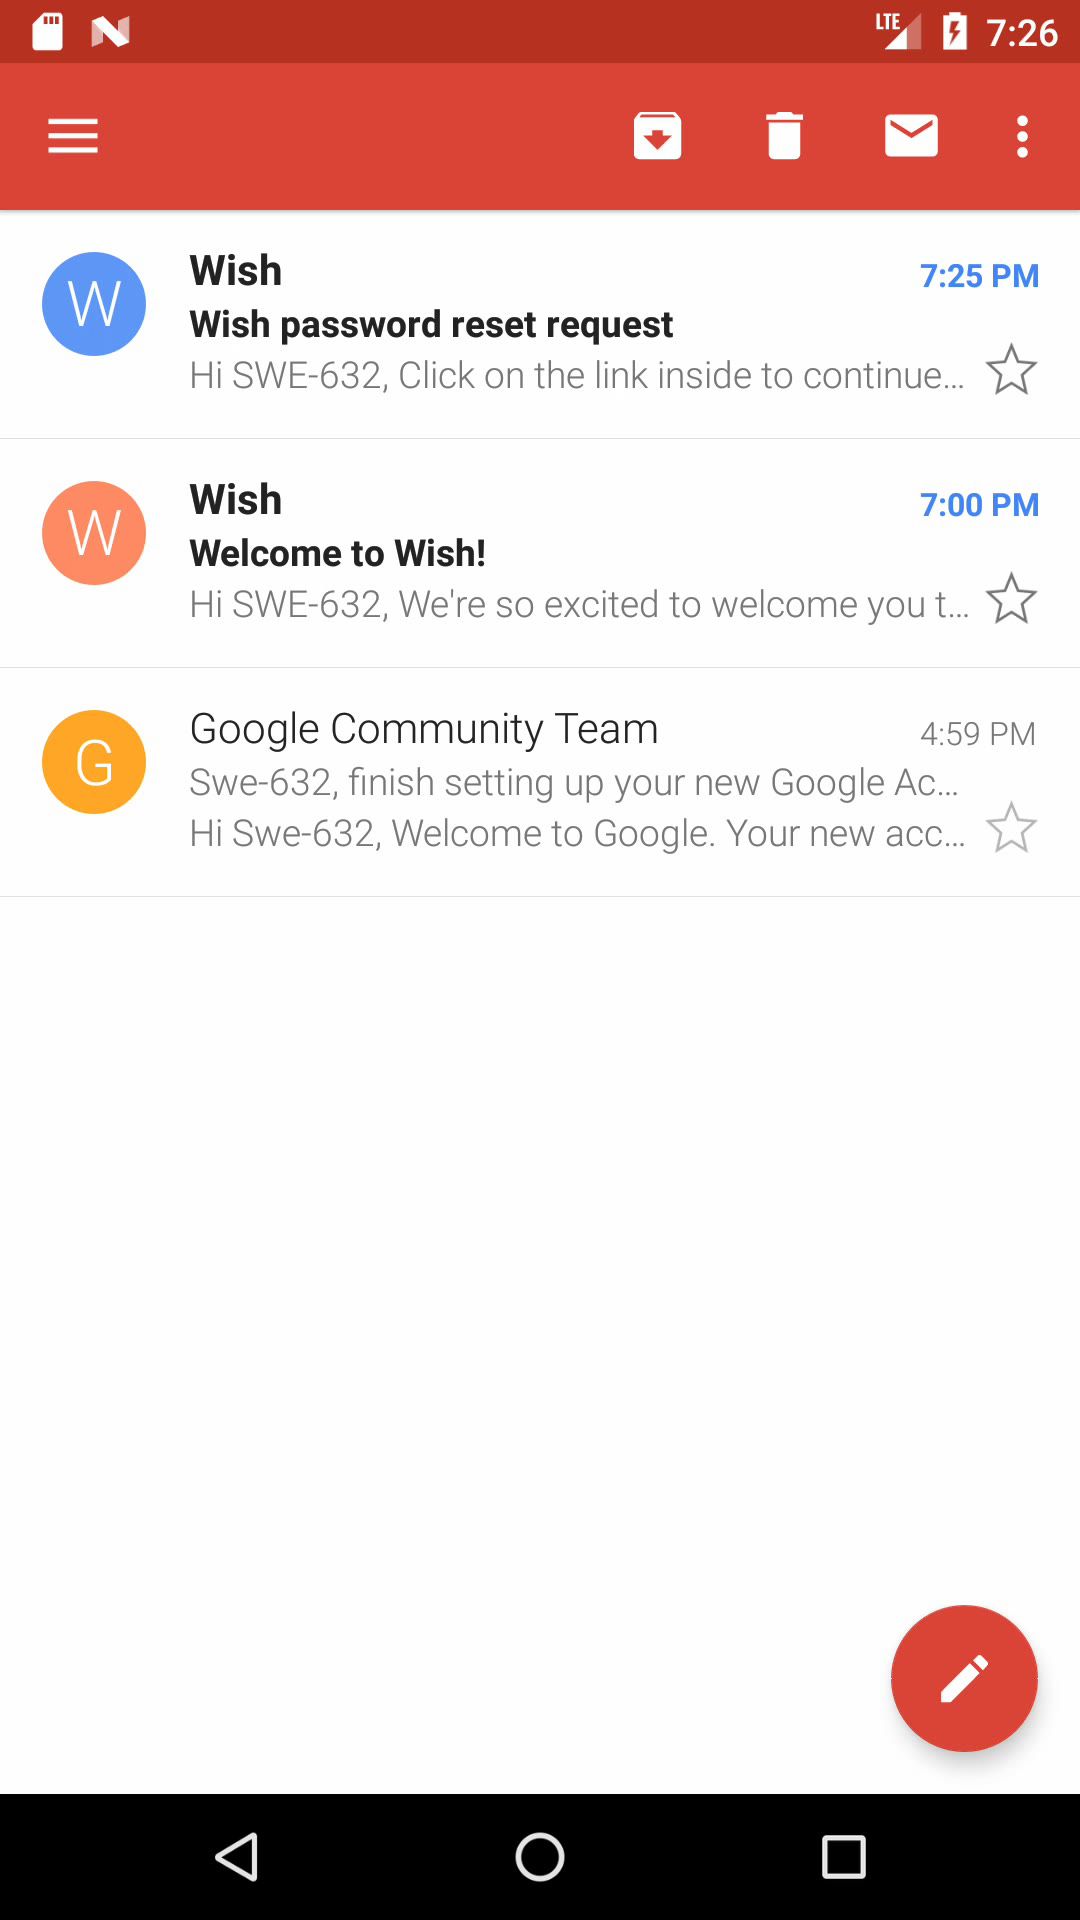 LTE 7:26
W Wish 7:25 PM
Wish password reset request
Hi SWE-632, Click on the link inside to continue...
W Wish 7:00 PM
Welcome to Wish!
Hi SWE-632, We're so excited to welcome you t...
G Google Community Team 4:59 PM
Swe-632, finish setting up your new Google Ac...
Hi Swe-632, Welcome to Google. Your new acc...